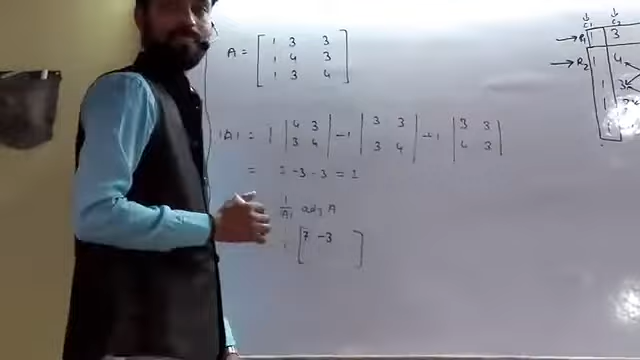 A = [ 1 3 3
1 4 3
1 3 4 ]
|A| = 1 | 4 3 | -1 | 3 3 | +1 | 3 3 |
| 3 4 | | 3 4 | | 4 3 |
= 7 -3 -3 = 1
1/|A| adj A
[ 7 -3 ]
C1 C2
R1 1 3
R2 1 4